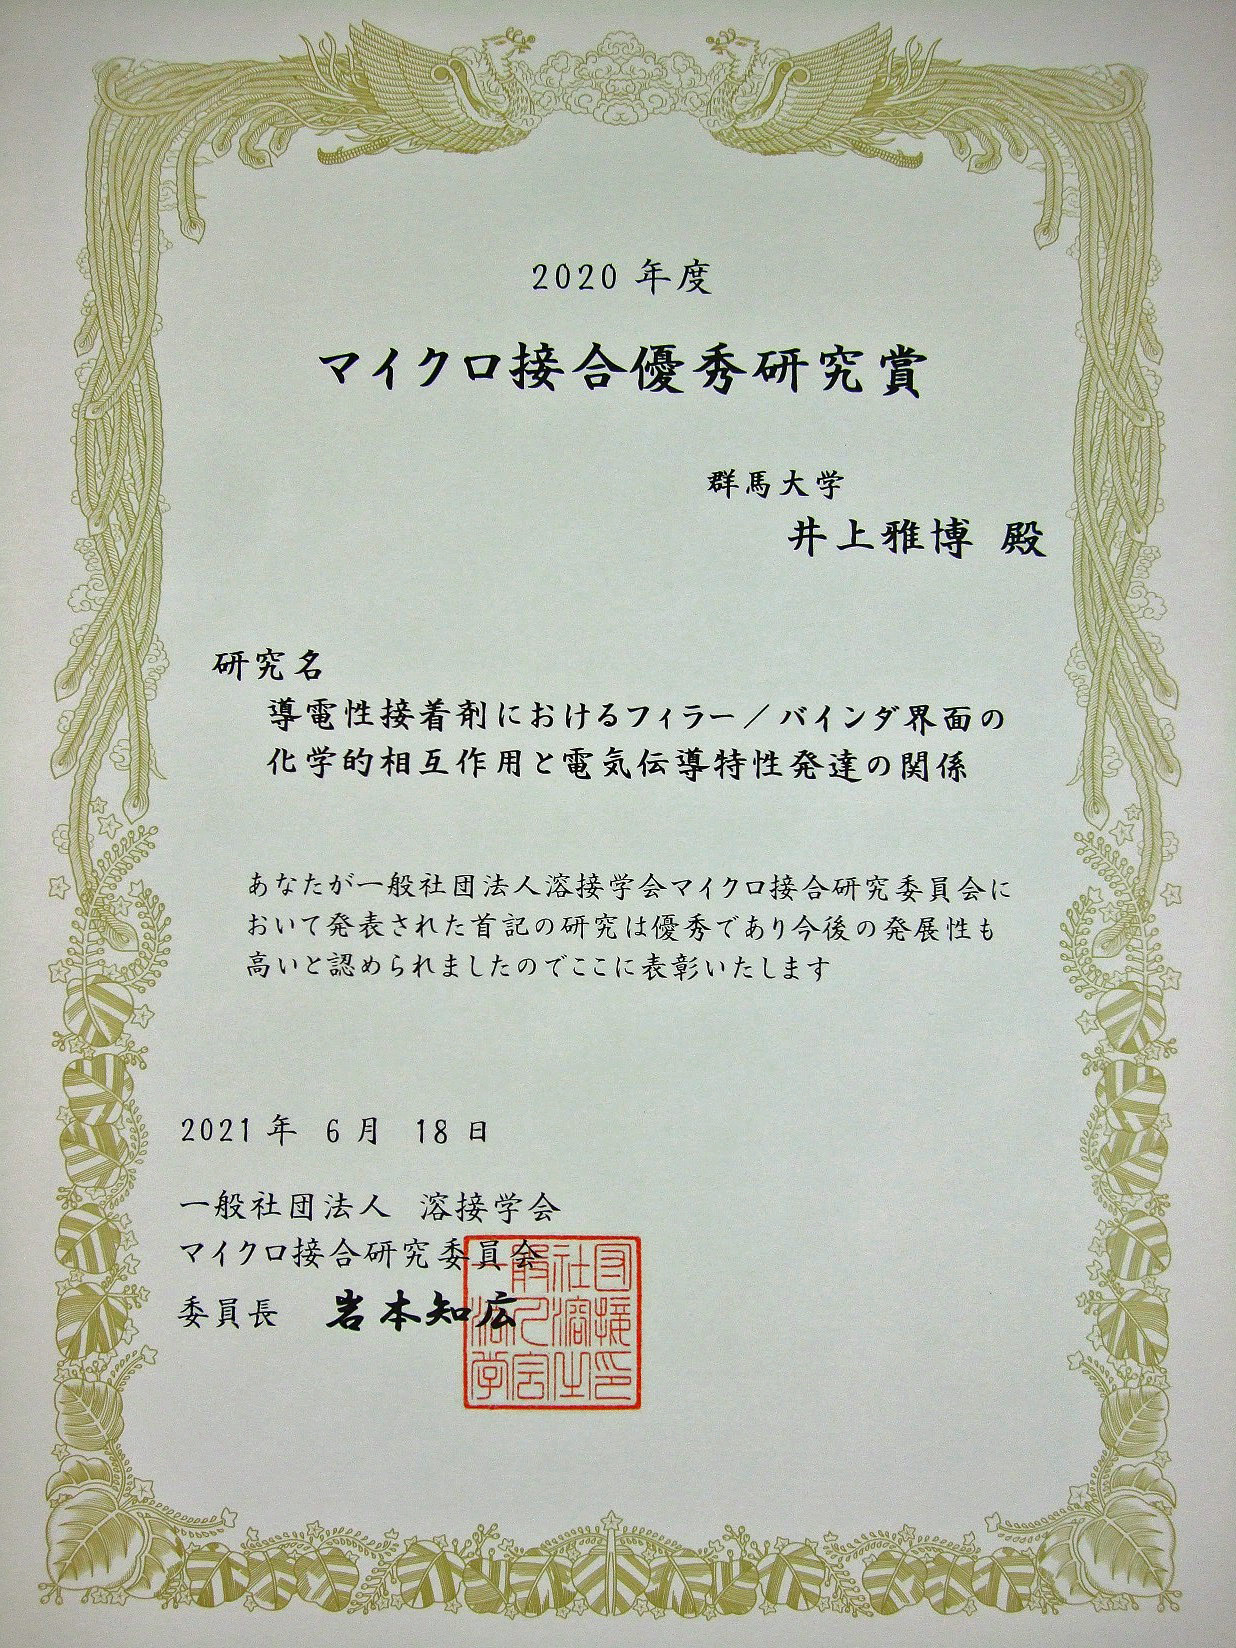 2020 年度
マイクロ接合優秀研究賞
群馬大学
井上雅博 殿
研究名
導電性接着剤におけるフィラー／バインダ界面の
化学的相互作用と電気伝導特性発達の関係
あなたが一般社団法人溶接学会マイクロ接合研究委員会に
おいて発表された首記の研究は優秀であり今後の発展性も
高いと認められましたのでここに表彰いたします
2021 年 6 月 18 日
一般社団法人 溶接学会
マイクロ接合研究委員会
委員長 岩本知広